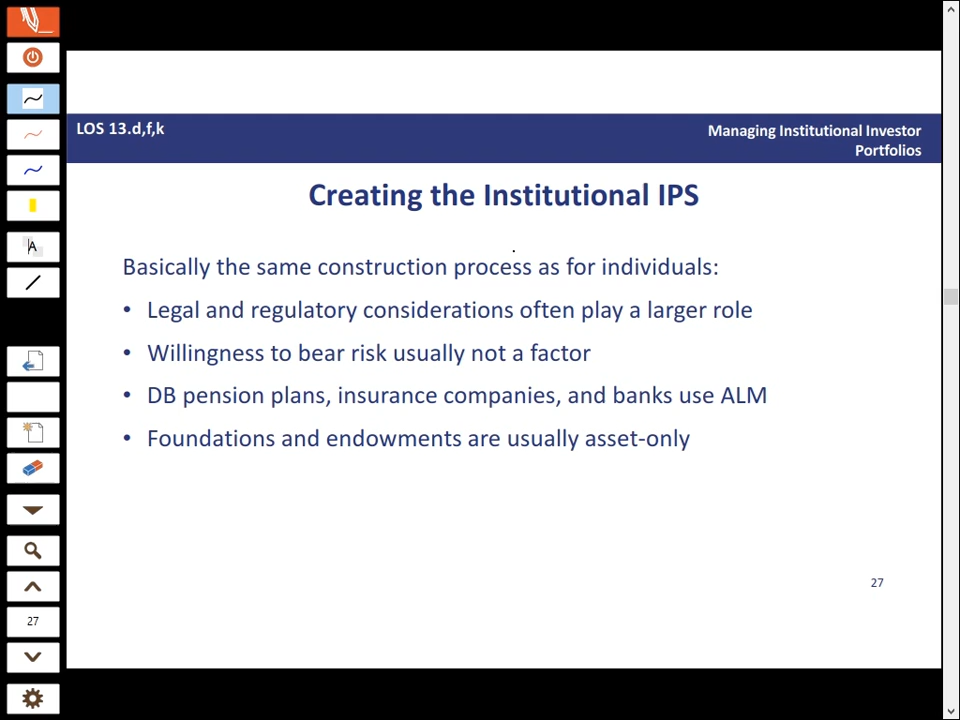 LOS 13.d,f,k
Managing Institutional Investor
Portfolios
Creating the Institutional IPS
Basically the same construction process as for individuals:
• Legal and regulatory considerations often play a larger role
• Willingness to bear risk usually not a factor
• DB pension plans, insurance companies, and banks use ALM
• Foundations and endowments are usually asset-only
27
A
27